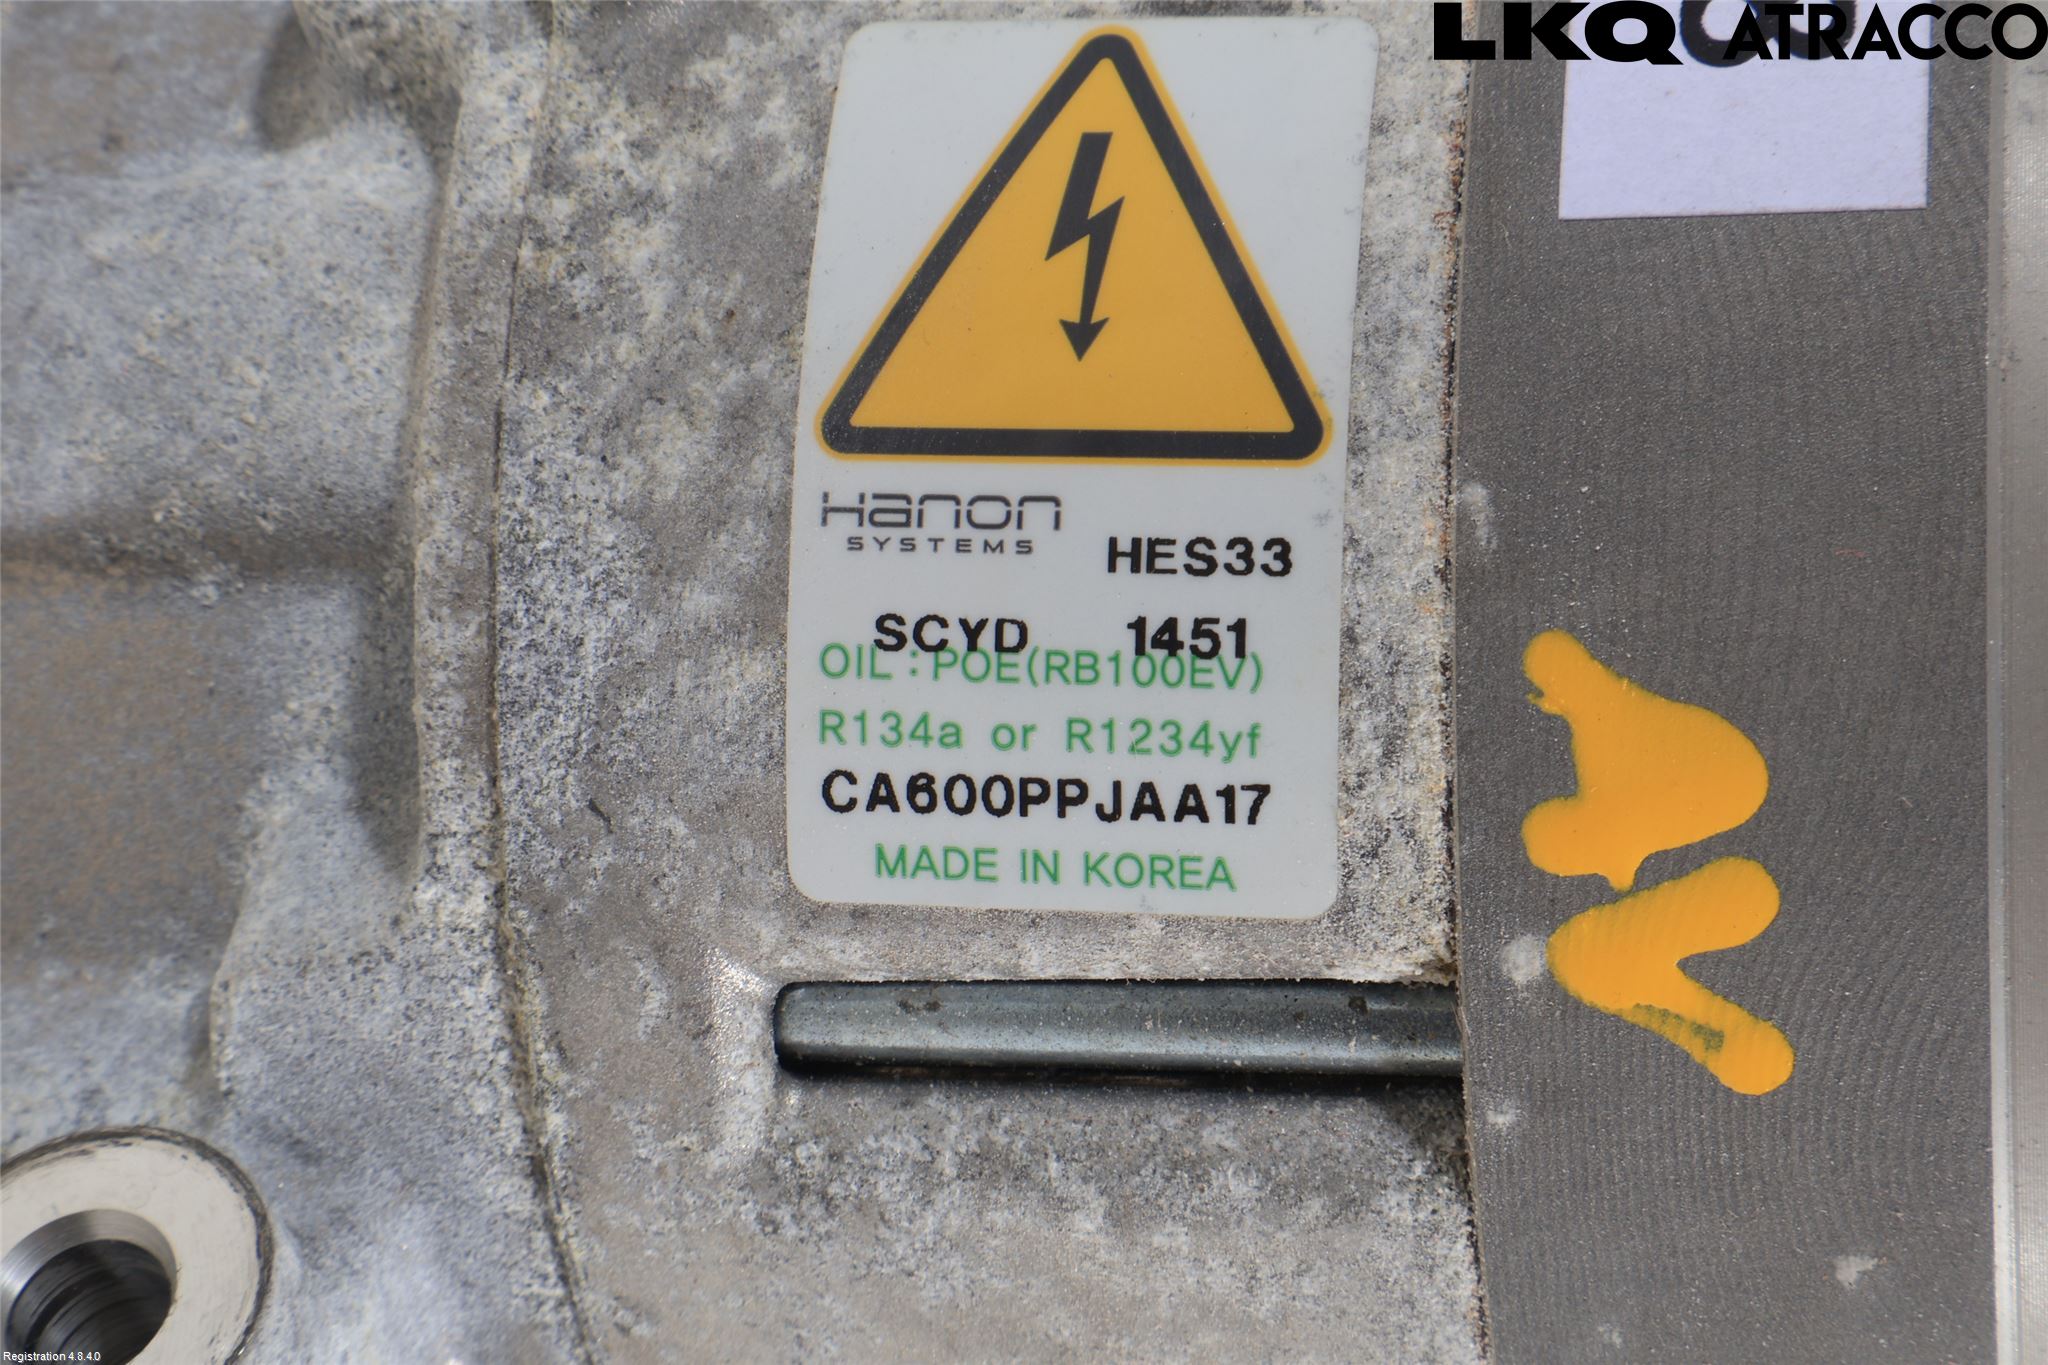 LKQ ATRACCO
8
Hanon
SYSTEMS
HES33
SCYD 1451
OIL : POE(RB100EV)
R134a or R1234yf
CA600PPJAA17
MADE IN KOREA
Registration 4.8.4.0